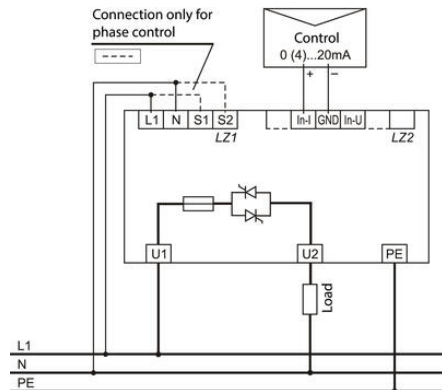 Connection only for
phase control
Control
0 (4)...20mA
+ −
L1 N S1 S2 In-I GND In-U
LZ1 LZ2
U1 U2 PE
Load
L1
N
PE